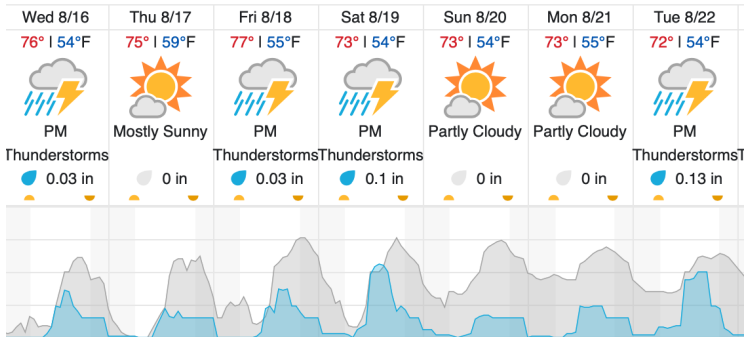 Wed 8/16 Thu 8/17 Fri 8/18 Sat 8/19 Sun 8/20 Mon 8/21 Tue 8/22
76° | 54°F 75° | 59°F 77° | 55°F 73° | 54°F 73° | 54°F 73° | 55°F 72° | 54°F
PM Mostly Sunny PM PM Partly Cloudy Partly Cloudy PM
Thunderstorms Thunderstorms Thunderstorms Thunderstorms
0.03 in 0 in 0.03 in 0.1 in 0 in 0 in 0.13 in